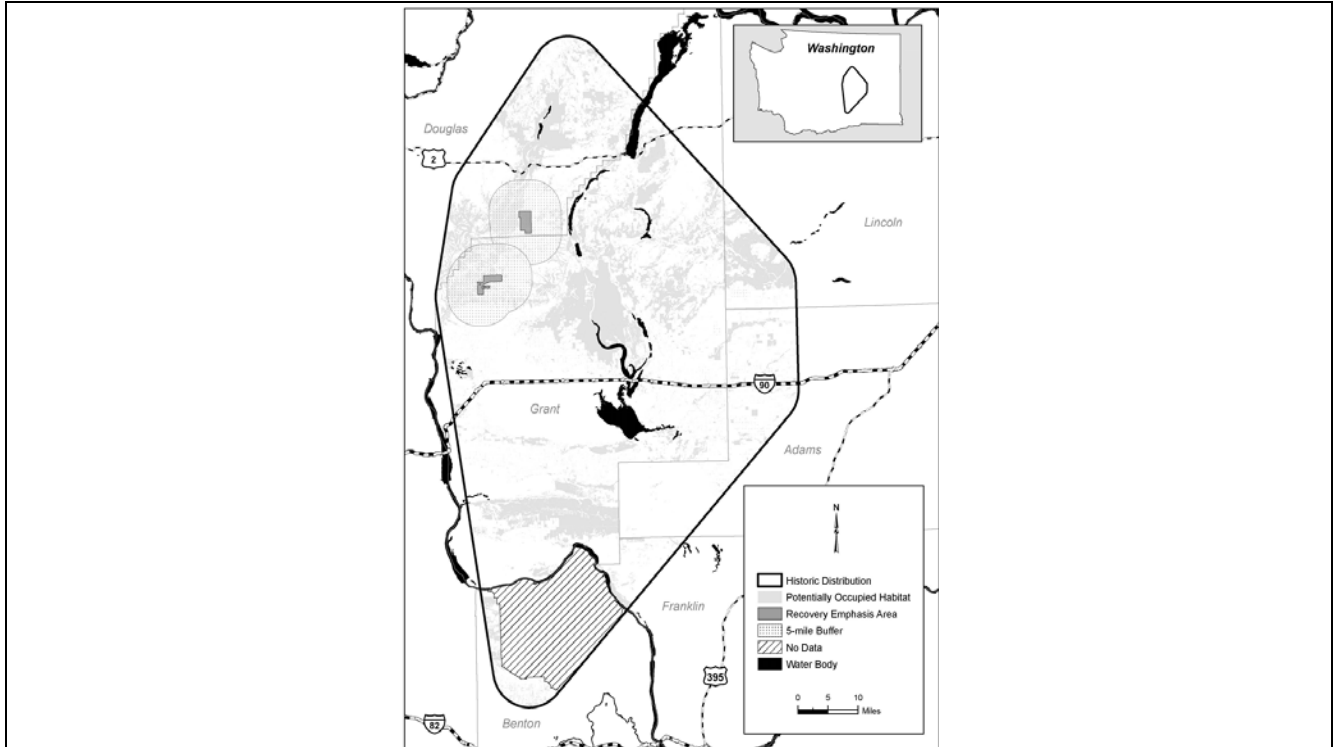 Washington
Douglas
2
Lincoln
90
Grant
Adams
N
Historic Distribution
Potentially Occupied Habitat
Recovery Emphasis Area
5-mile Buffer
No Data
Water Body
0 5 10
Miles
Franklin
395
Benton
82